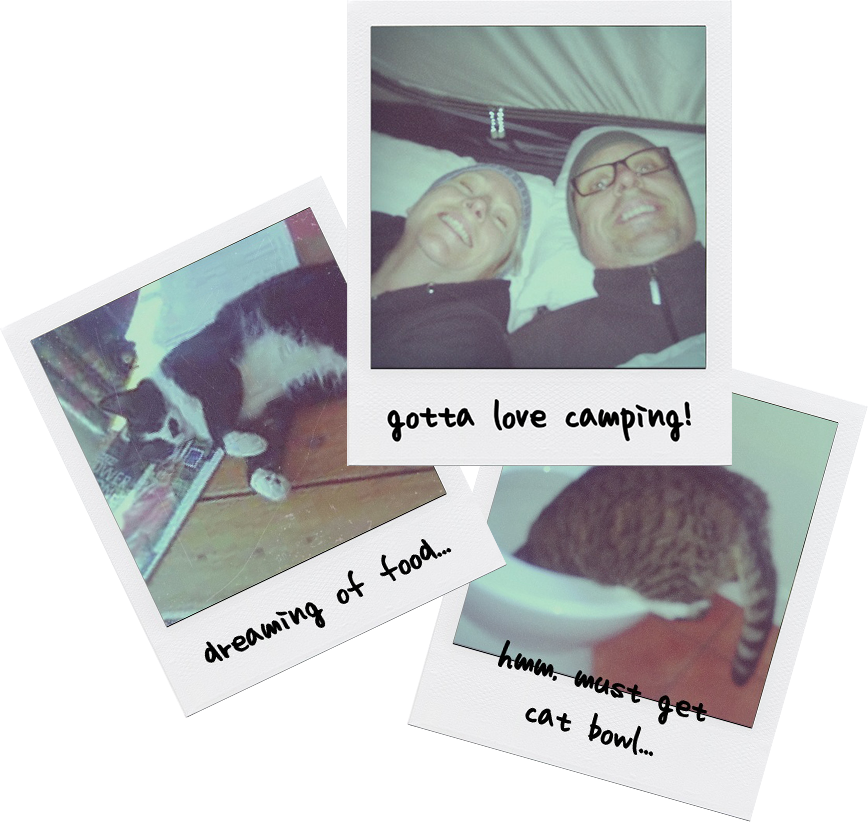 gotta love camping!
dreaming of food...
hmm. must get
cat bowl...